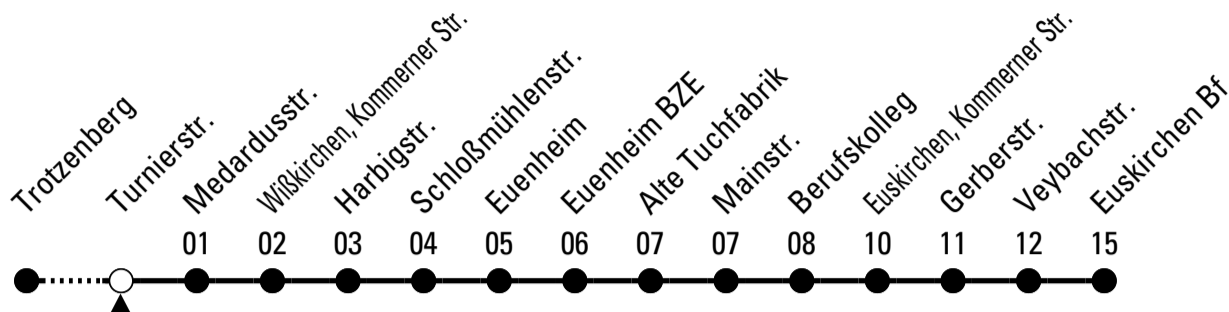 Trotzenberg
Turnierstr.
Medardusstr.
Wißkirchen, Kommerner Str.
Harbigstr.
Schloßmühlenstr.
Euenheim
Euenheim BZE
Alte Tuchfabrik
Mainstr.
Berufskolleg
Euskirchen, Kommerner Str.
Gerberstr.
Veybachstr.
Euskirchen Bf
01 02 03 04 05 06 07 07 08 10 11 12 15